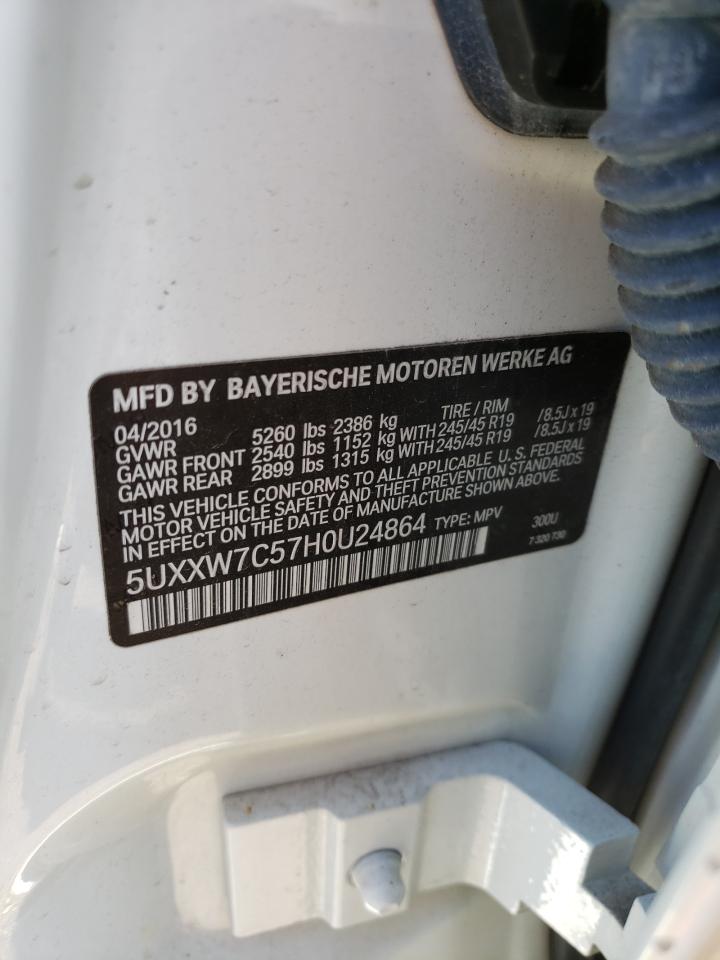 MFD BY BAYERISCHE MOTOREN WERKE AG
04/2016 TIRE / RIM
GVWR 5260 lbs 2386 kg
GAWR FRONT 2540 lbs 1152 kg WITH 245/45 R19 /8.5J x 19
GAWR REAR 2899 lbs 1315 kg WITH 245/45 R19 /8.5J x 19
THIS VEHICLE CONFORMS TO ALL APPLICABLE U.S. FEDERAL
MOTOR VEHICLE SAFETY AND THEFT PREVENTION STANDARDS
IN EFFECT ON THE DATE OF MANUFACTURE SHOWN ABOVE.
5UXXW7C57H0U24864 TYPE: MPV 300U
7 320 730